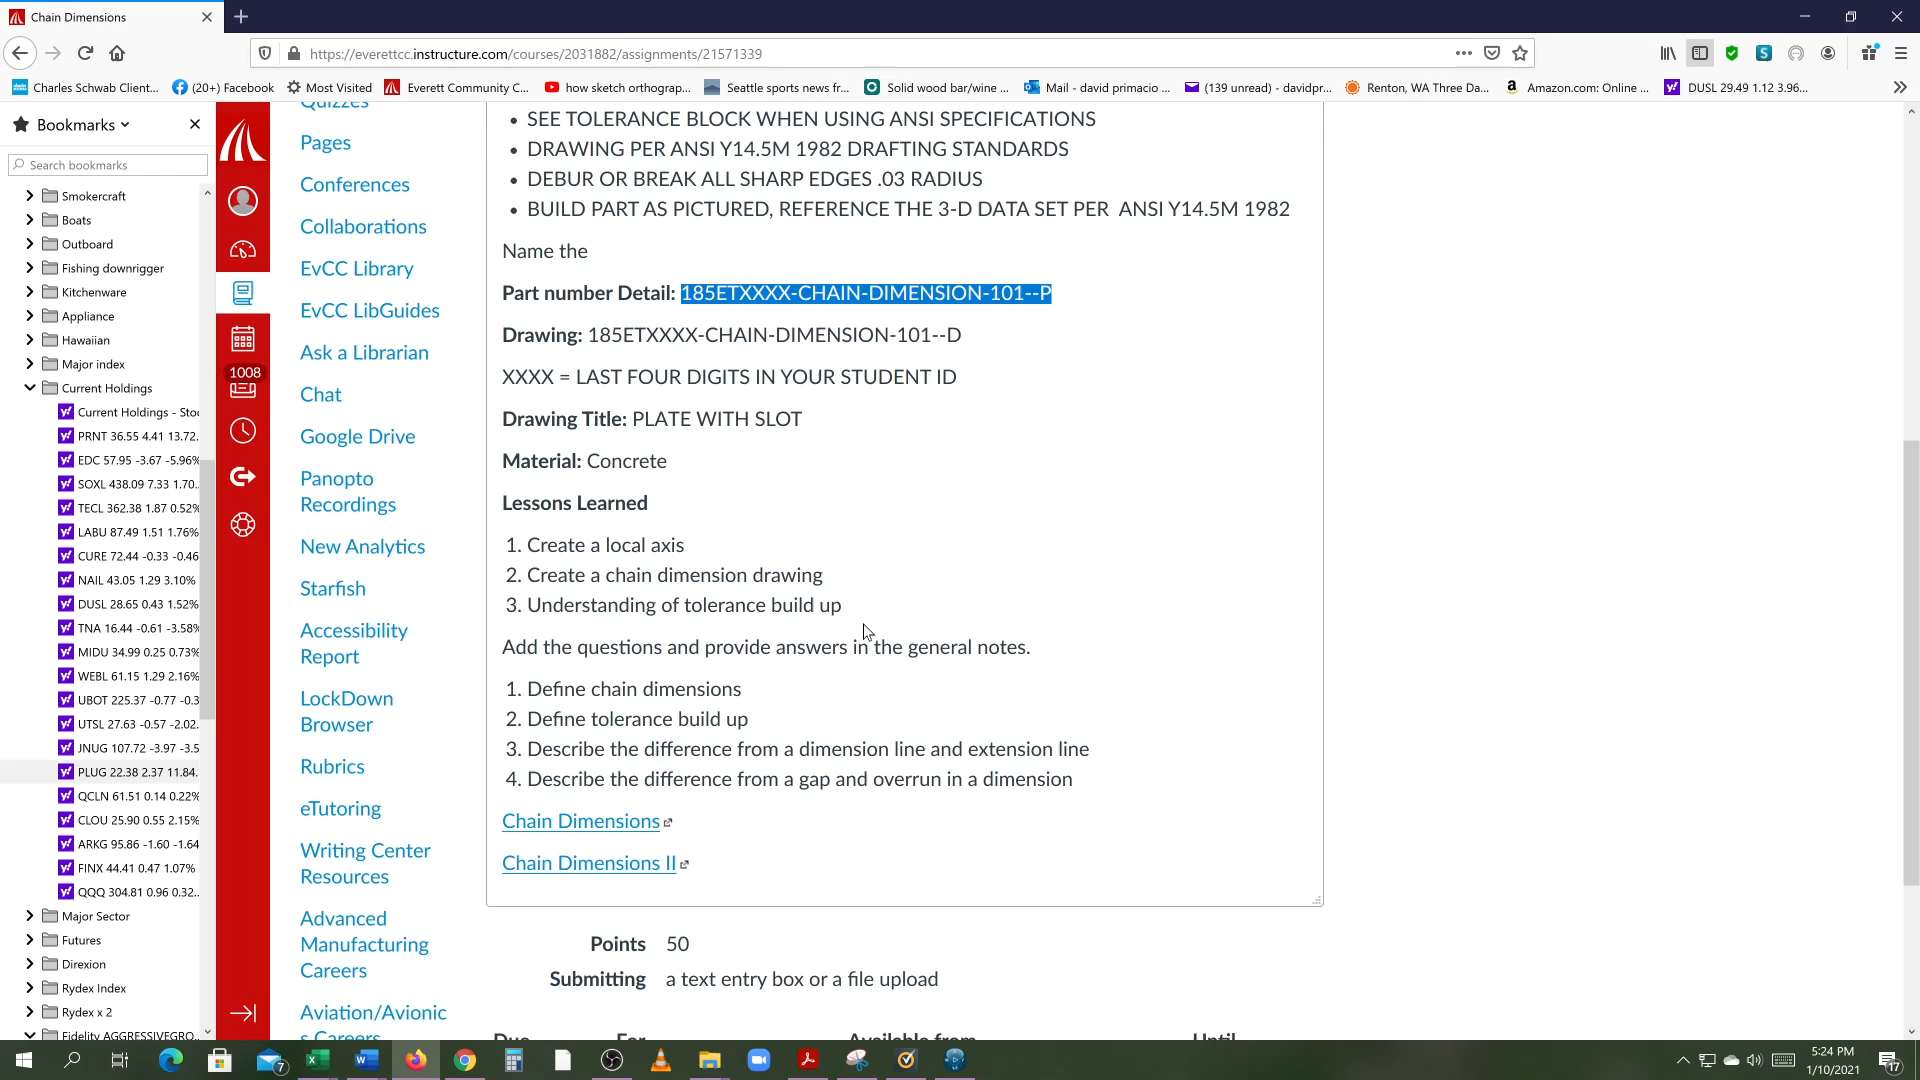 Chain Dimensions
https://everettcc.instructure.com/courses/2031882/assignments/21571339
Charles Schwab Client...
(20+) Facebook
Most Visited
Everett Community C...
how sketch orthograp...
Seattle sports news fr...
Solid wood bar/wine ...
Mail - david primacio ...
(139 unread) - davidpr...
Renton, WA Three Da...
Amazon.com: Online ...
DUSL 29.49 1.12 3.96...
Bookmarks
Search bookmarks
Smokercraft
Boats
Outboard
Fishing downrigger
Kitchenware
Appliance
Hawaiian
Major index
Current Holdings
Current Holdings - Sto
PRNT 36.55 4.41 13.72.
EDC 57.95 -3.67 -5.96%
SOXL 438.09 7.33 1.70..
TECL 362.38 1.87 0.52%
LABU 87.49 1.51 1.76%
CURE 72.44 -0.33 -0.46
NAIL 43.05 1.29 3.10%
DUSL 28.65 0.43 1.52%
TNA 16.44 -0.61 -3.58%
MIDU 34.99 0.25 0.73%
WEBL 61.15 1.29 2.16%
UBOT 225.37 -0.77 -0.3
UTSL 27.63 -0.57 -2.02.
JNUG 107.72 -3.97 -3.5
PLUG 22.38 2.37 11.84.
QCLN 61.51 0.14 0.22%
CLOU 25.90 0.55 2.15%
ARKG 95.86 -1.60 -1.64
FINX 44.41 0.47 1.07%
QQQ 304.81 0.96 0.32..
Major Sector
Futures
Direxion
Rydex Index
Rydex x 2
Fidelity AGGRESSIVEGRO
1008
Quizzes
Pages
Conferences
Collaborations
EvCC Library
EvCC LibGuides
Ask a Librarian
Chat
Google Drive
Panopto
Recordings
New Analytics
Starfish
Accessibility
Report
LockDown
Browser
Rubrics
eTutoring
Writing Center
Resources
Advanced
Manufacturing
Careers
Aviation/Avionic
s Careers
• SEE TOLERANCE BLOCK WHEN USING ANSI SPECIFICATIONS
• DRAWING PER ANSI Y14.5M 1982 DRAFTING STANDARDS
• DEBUR OR BREAK ALL SHARP EDGES .03 RADIUS
• BUILD PART AS PICTURED, REFERENCE THE 3-D DATA SET PER ANSI Y14.5M 1982
Name the
Part number Detail: 185ETXXXX-CHAIN-DIMENSION-101--P
Drawing: 185ETXXXX-CHAIN-DIMENSION-101--D
XXXX = LAST FOUR DIGITS IN YOUR STUDENT ID
Drawing Title: PLATE WITH SLOT
Material: Concrete
Lessons Learned
1. Create a local axis
2. Create a chain dimension drawing
3. Understanding of tolerance build up
Add the questions and provide answers in the general notes.
1. Define chain dimensions
2. Define tolerance build up
3. Describe the difference from a dimension line and extension line
4. Describe the difference from a gap and overrun in a dimension
Chain Dimensions
Chain Dimensions II
Points 50
Submitting a text entry box or a file upload
Due For Available from Until
7
5:24 PM
1/10/2021
17